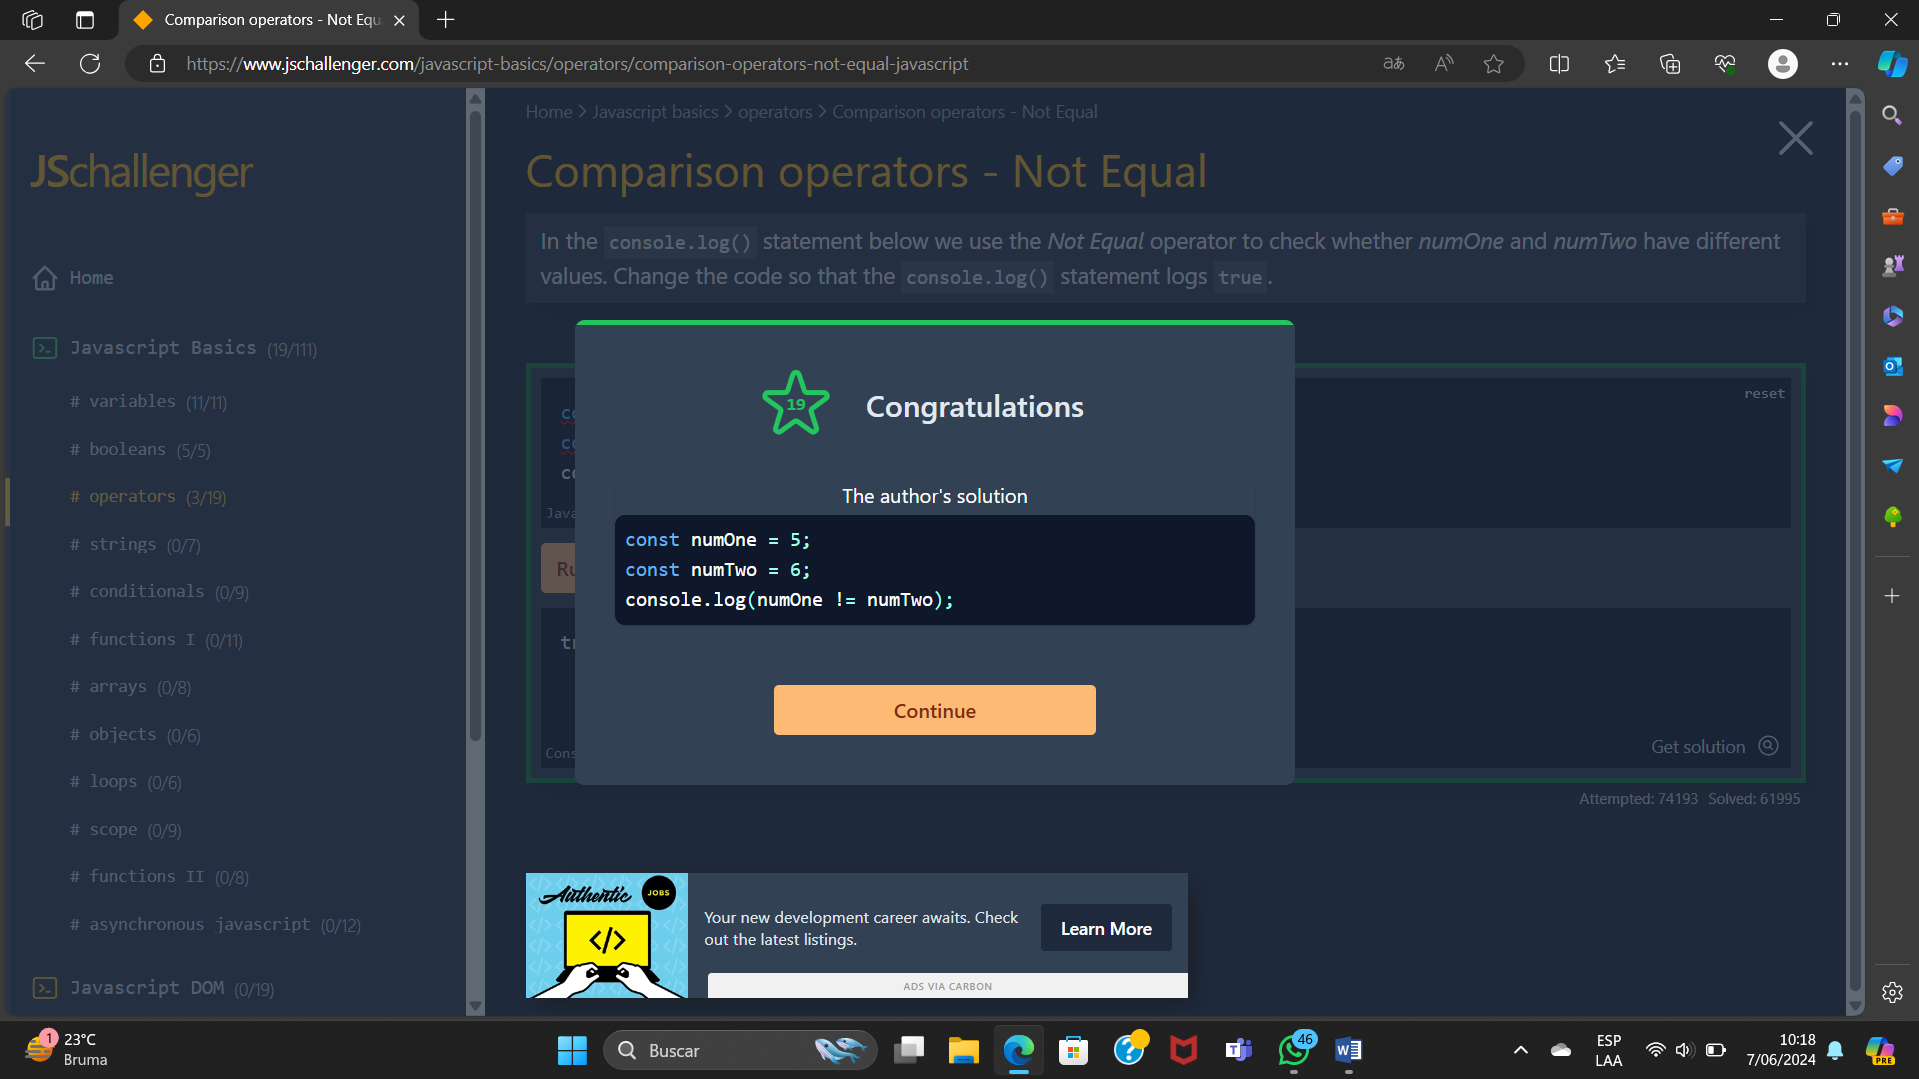 Comparison operators - Not Equ
https://www.jschallenger.com/javascript-basics/operators/comparison-operators-not-equal-javascript
JSchallenger
Home
Javascript Basics (19/111)
# variables (11/11)
# booleans (5/5)
# operators (3/19)
# strings (0/7)
# conditionals (0/9)
# functions I (0/11)
# arrays (0/8)
# objects (0/6)
# loops (0/6)
# scope (0/9)
# functions II (0/8)
# asynchronous javascript (0/12)
Javascript DOM (0/19)
Home > Javascript basics > operators > Comparison operators - Not Equal
Comparison operators - Not Equal
In the console.log() statement below we use the Not Equal operator to check whether numOne and numTwo have different
values. Change the code so that the console.log() statement logs true.
reset
19
Congratulations
The author's solution
const numOne = 5;
const numTwo = 6;
console.log(numOne != numTwo);
Continue
Get solution
Attempted: 74193 Solved: 61995
Authentic JOBS
</>
Your new development career awaits. Check
out the latest listings.
Learn More
ADS VIA CARBON
1
23°C
Bruma
Buscar
46
ESP
LAA
10:18
7/06/2024
PRE